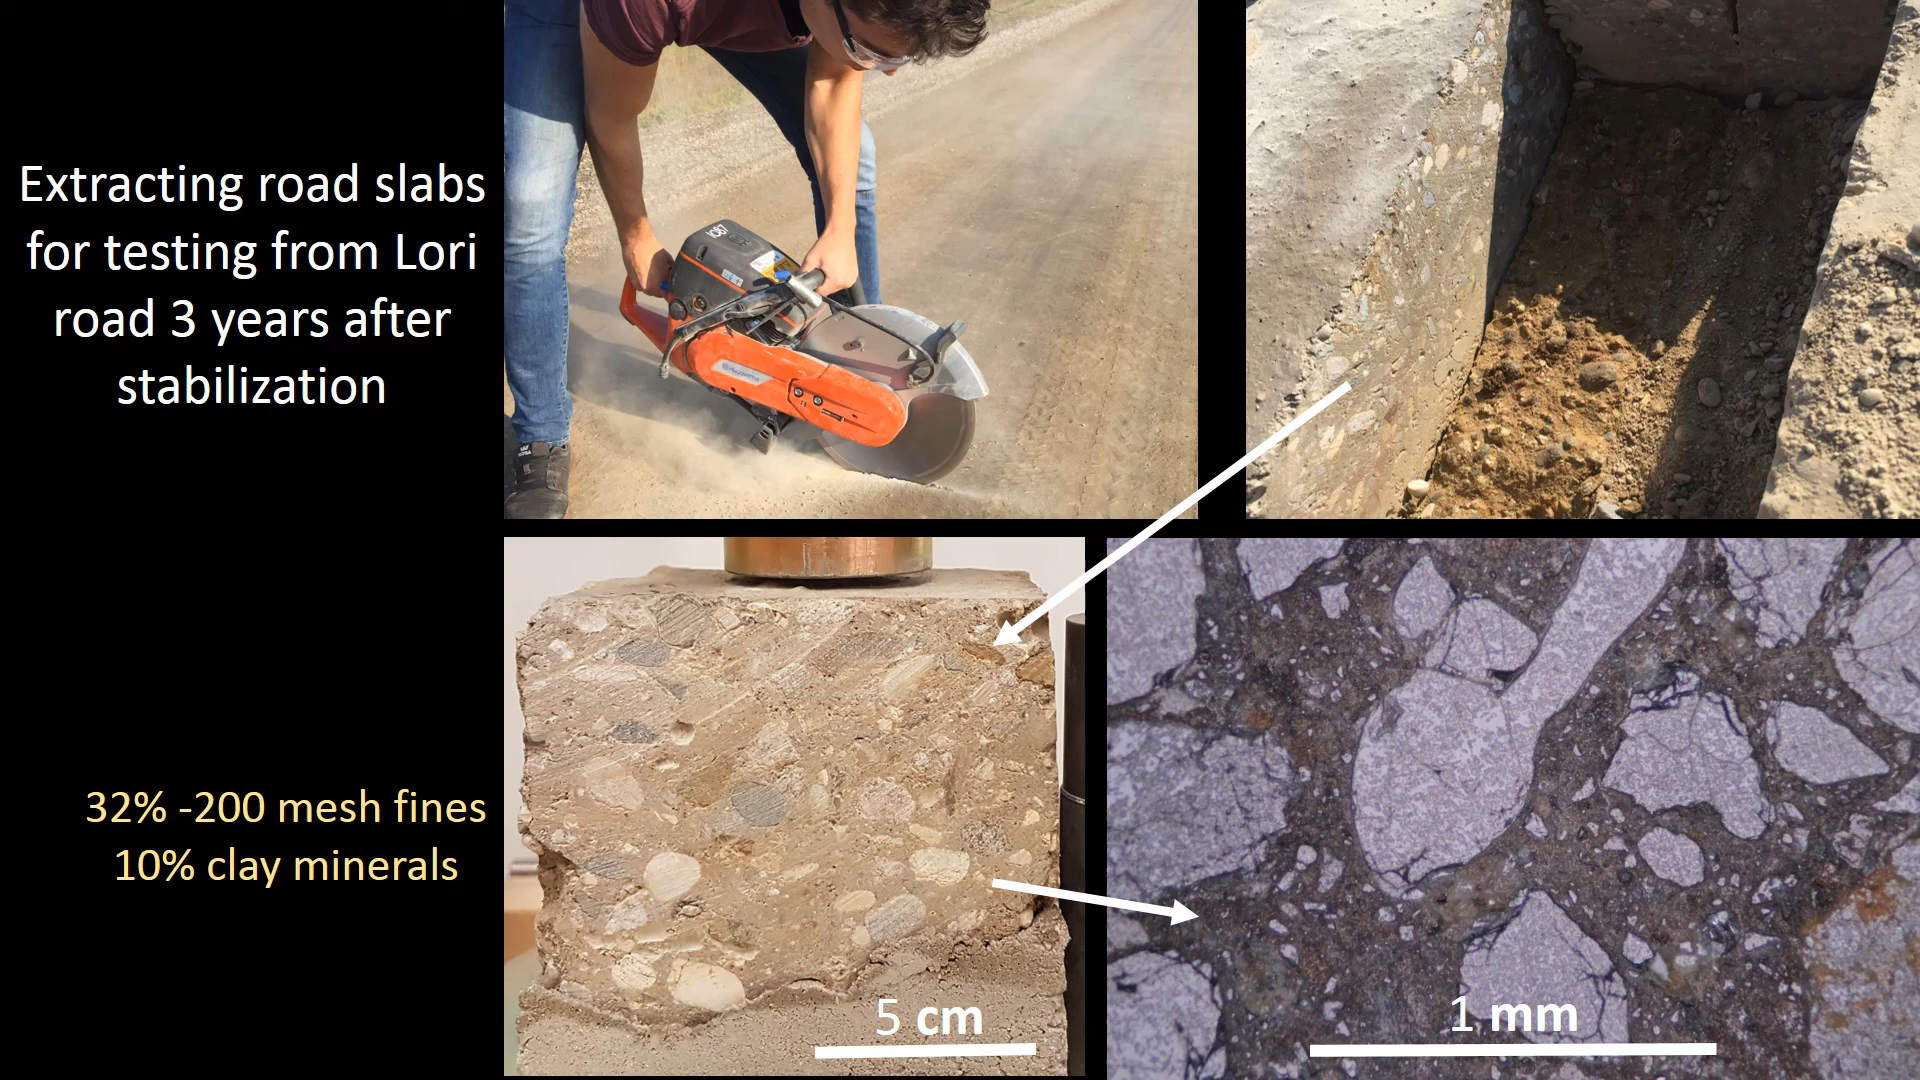 Extracting road slabs
for testing from Lori
road 3 years after
stabilization
32% -200 mesh fines
10% clay minerals
Husqvarna
5 cm
1 mm